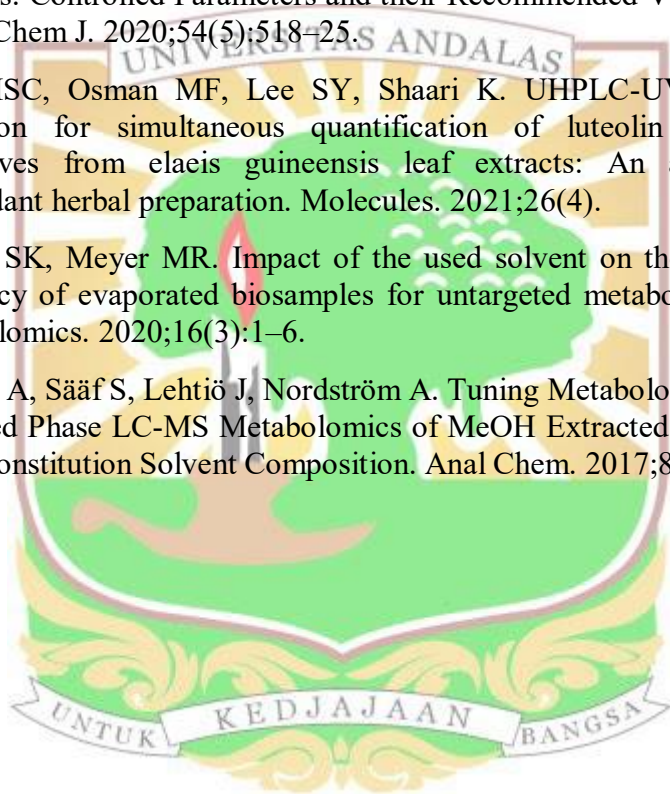 s. Controlled Parameters and their Recommended V
Chem J. 2020;54(5):518–25.
UNIVERSITAS ANDALAS
ISC, Osman MF, Lee SY, Shaari K. UHPLC-UV
on for simultaneous quantification of luteolin
ves from elaeis guineensis leaf extracts: An
dant herbal preparation. Molecules. 2021;26(4).
SK, Meyer MR. Impact of the used solvent on th
cy of evaporated biosamples for untargeted metabo
lomics. 2020;16(3):1–6.
A, Sääf S, Lehtiö J, Nordström A. Tuning Metabolo
ed Phase LC-MS Metabolomics of MeOH Extracted
onstitution Solvent Composition. Anal Chem. 2017;8
UNTUK KEDJAJAAN BANGSA